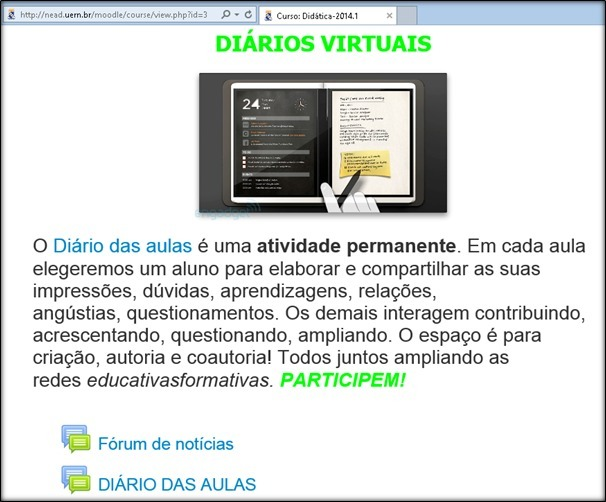 http://nead.uern.br/moodle/course/view.php?id=3
Curso: Didática-2014.1
DIÁRIOS VIRTUAIS
24
O Diário das aulas é uma atividade permanente. Em cada aula
elegeremos um aluno para elaborar e compartilhar as suas
impressões, dúvidas, aprendizagens, relações,
angústias, questionamentos. Os demais interagem contribuindo,
acrescentando, questionando, ampliando. O espaço é para
criação, autoria e coautoria! Todos juntos ampliando as
redes educativasformativas. PARTICIPEM!
Fórum de notícias
DIÁRIO DAS AULAS